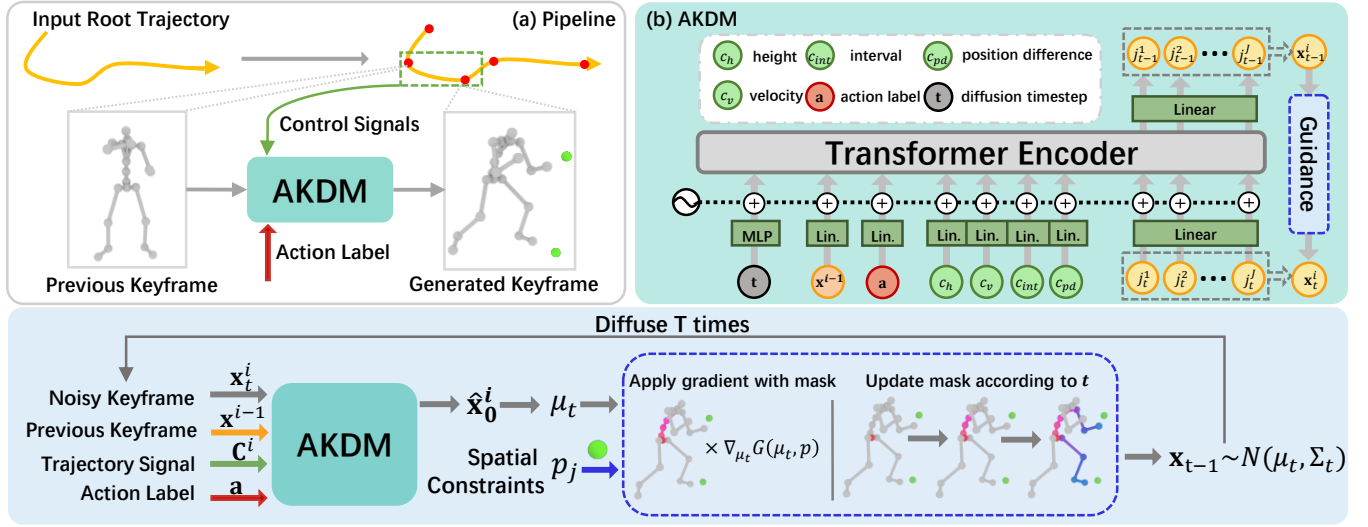 Input Root Trajectory
(a) Pipeline
Control Signals
AKDM
Action Label
Previous Keyframe
Generated Keyframe
(b) AKDM
c_h height c_int interval c_pd position difference
c_v velocity a action label t diffusion timestep
j^1_{t-1} j^2_{t-1} ••• j^J_{t-1} x^i_{t-1}
Linear
Transformer Encoder
Guidance
+ + + + + + + + + +
MLP Lin. Lin. Lin. Lin. Lin. Lin. Linear
t x^{i-1} a c_h c_v c_int c_pd j^1_t j^2_t ••• j^J_t x^i_t
Diffuse T times
Noisy Keyframe x^i_t
Previous Keyframe x^{i-1}
Trajectory Signal C^i
Action Label a
AKDM
x̂^i_0 μ_t
Spatial
Constraints p_j
Apply gradient with mask
× ∇_{μ_t} G(μ_t, p)
Update mask according to t
x_{t-1}~N(μ_t, Σ_t)